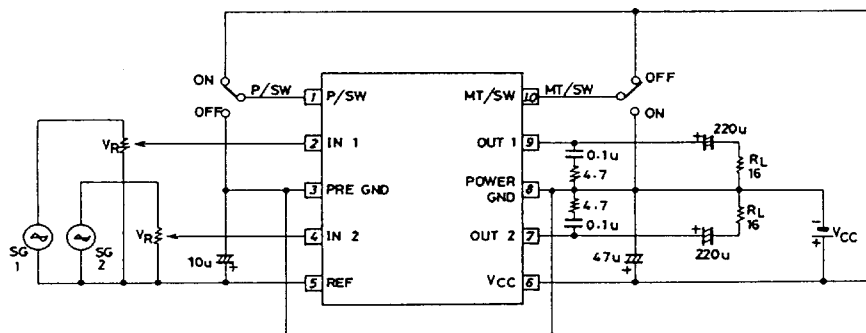 ON
P/SW
OFF
1 P/SW
MT/SW 10
MT/SW
OFF
ON
VR
2 IN 1
OUT 1 9
0.1u
4.7
220u
RL
16
3 PRE GND
POWER
GND 8
4.7
0.1u
RL
16
VR
4 IN 2
OUT 2 7
220u
SG
1
SG
2
10u
+
5 REF
VCC 6
47u
+
+
+
-
+
VCC